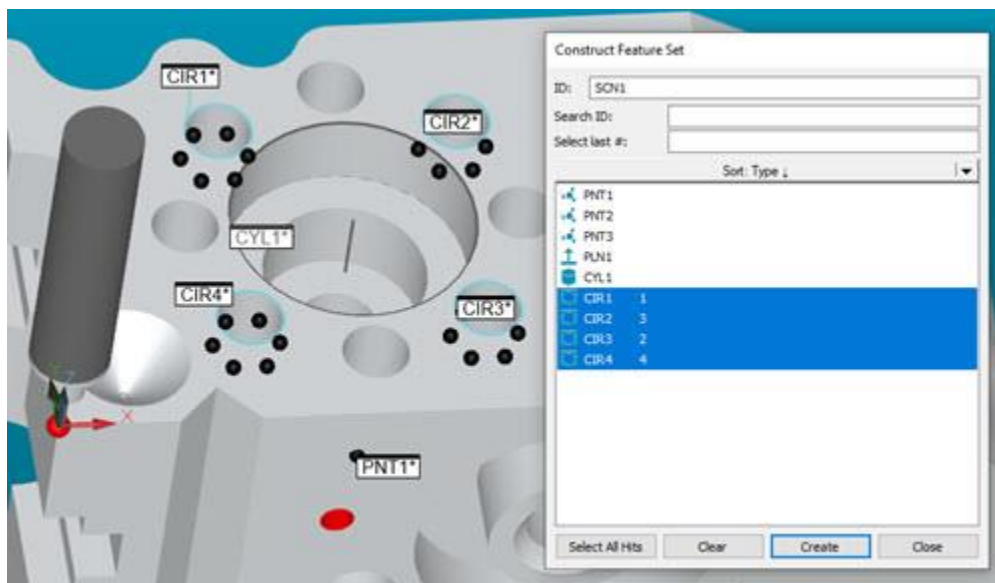 CIR1*
CIR2*
CYL1*
CIR4*
CIR3*
PNT1*
X
Construct Feature Set
ID: SCN1
Search ID:
Select last #:
Sort: Type ↓
PNT1
PNT2
PNT3
PLN1
CYL1
CIR1 1
CIR2 3
CIR3 2
CIR4 4
Select All Hits Clear Create Close